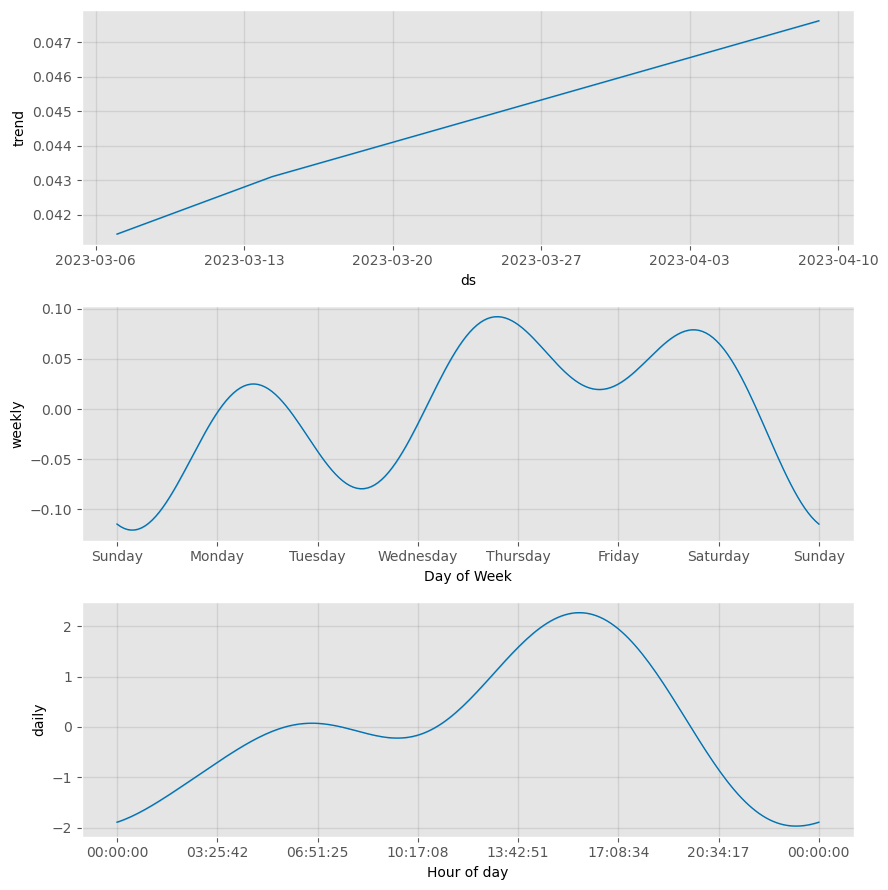 0.047
0.046
0.045
0.044
0.043
0.042
trend
2023-03-06 2023-03-13 2023-03-20 2023-03-27 2023-04-03 2023-04-10
ds
0.10
0.05
0.00
−0.05
−0.10
weekly
Sunday Monday Tuesday Wednesday Thursday Friday Saturday Sunday
Day of Week
2
1
0
−1
−2
daily
00:00:00 03:25:42 06:51:25 10:17:08 13:42:51 17:08:34 20:34:17 00:00:00
Hour of day